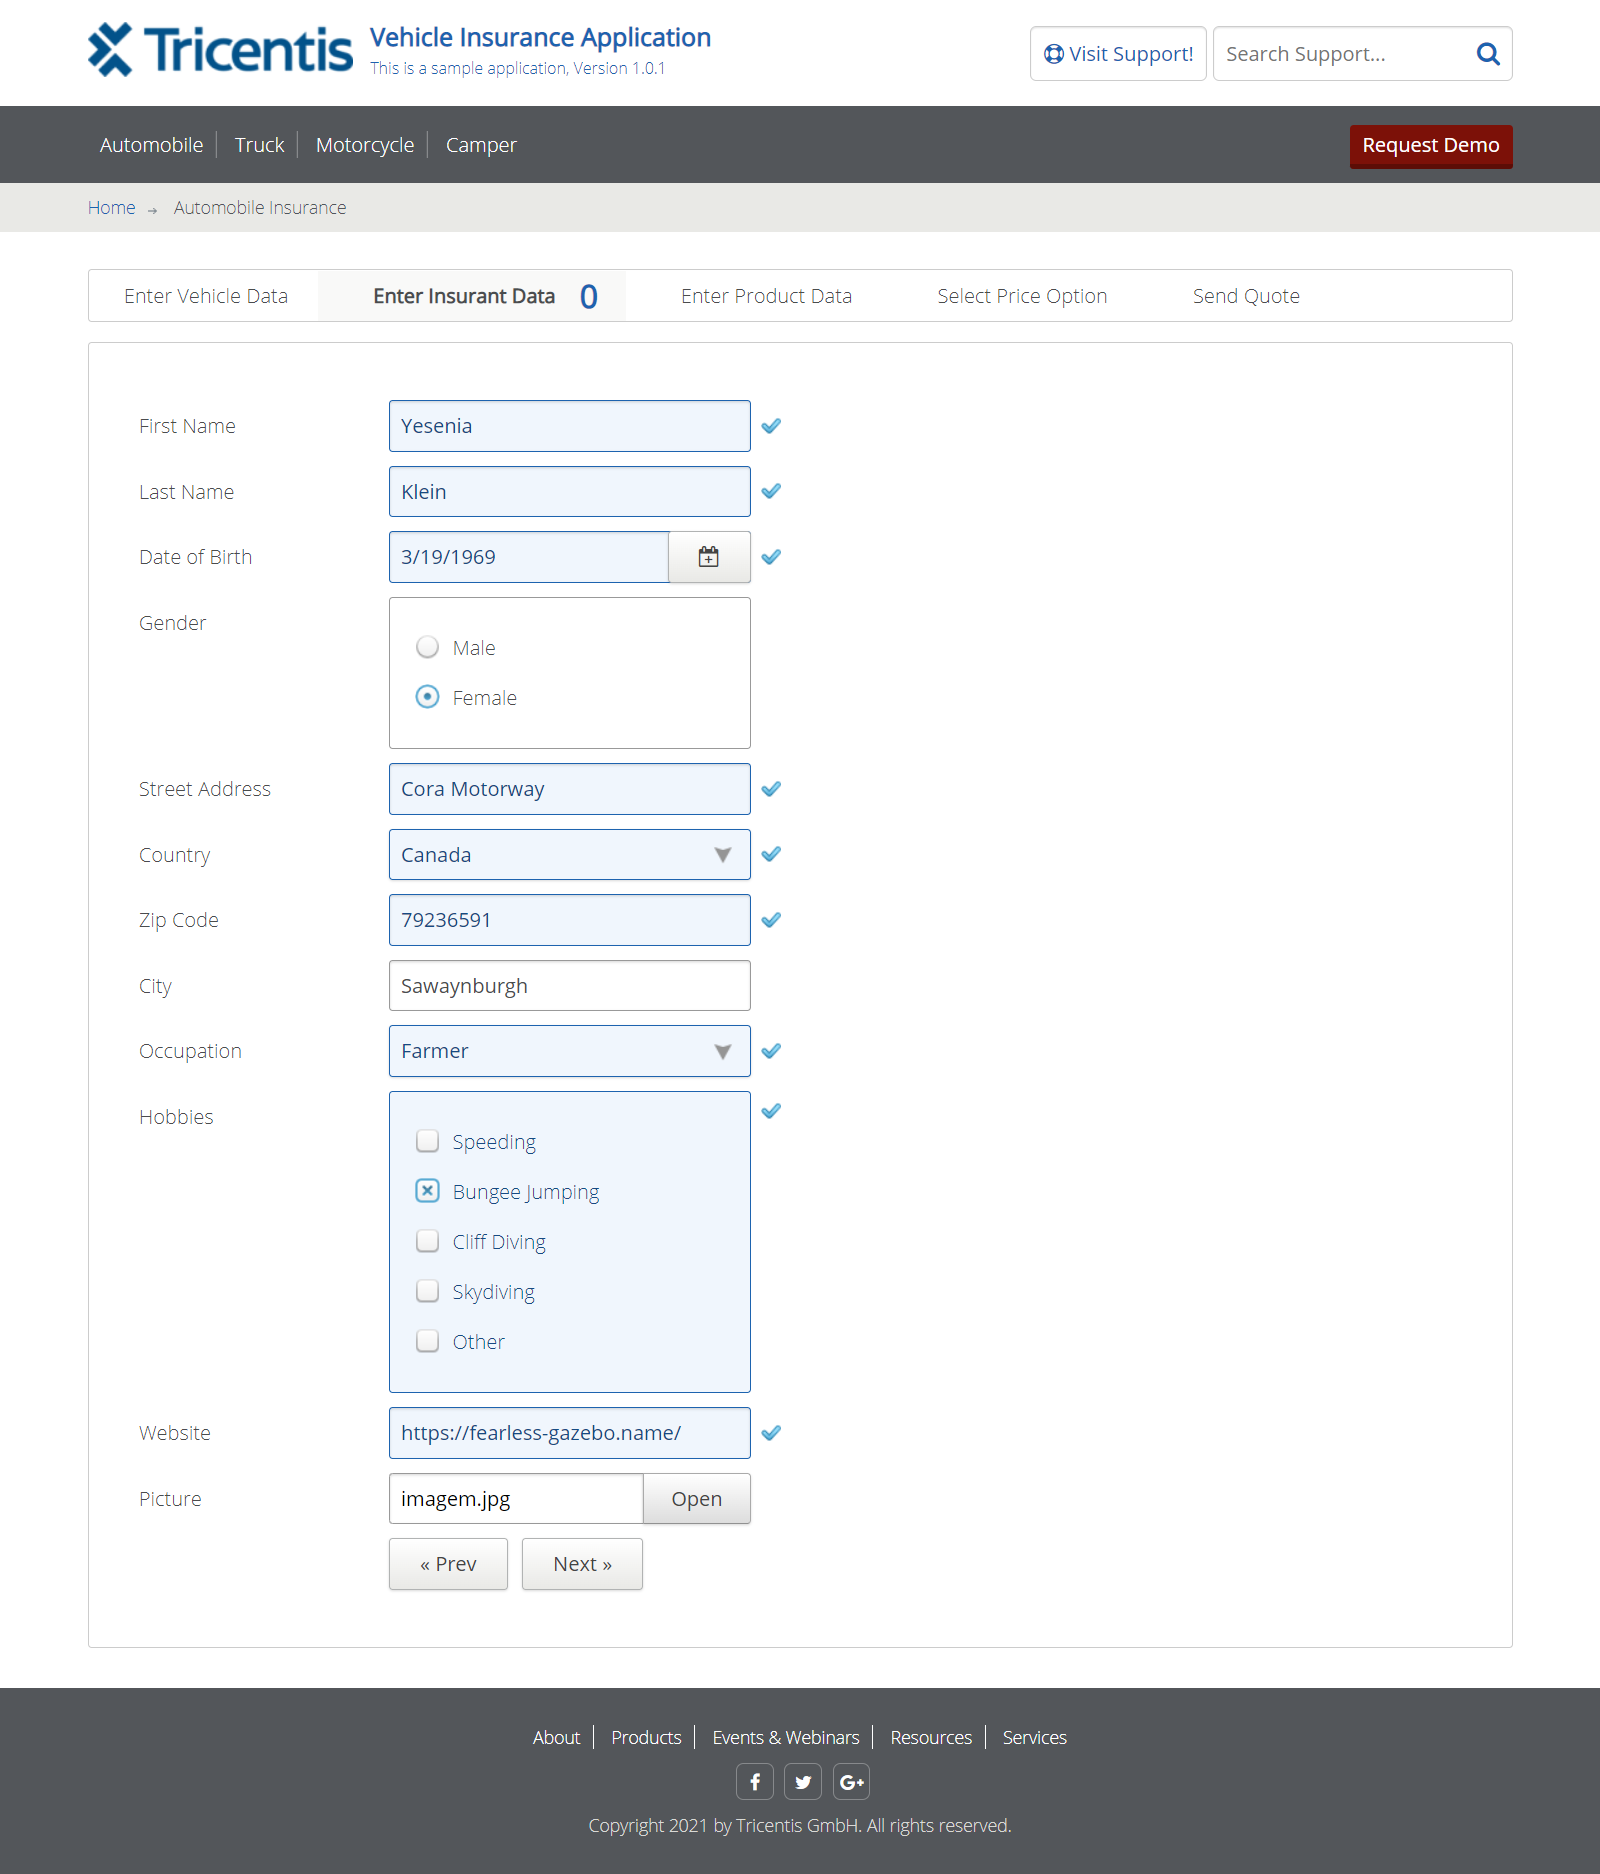 Tricentis
Vehicle Insurance Application
This is a sample application, Version 1.0.1
Visit Support!
Search Support...
Automobile
Truck
Motorcycle
Camper
Request Demo
Home → Automobile Insurance
Enter Vehicle Data
Enter Insurant Data 0
Enter Product Data
Select Price Option
Send Quote
First Name
Yesenia
Last Name
Klein
Date of Birth
3/19/1969
Gender
Male
Female
Street Address
Cora Motorway
Country
Canada
Zip Code
79236591
City
Sawaynburgh
Occupation
Farmer
Hobbies
Speeding
Bungee Jumping
Cliff Diving
Skydiving
Other
Website
https://fearless-gazebo.name/
Picture
imagem.jpg
Open
« Prev
Next »
About
Products
Events & Webinars
Resources
Services
G+
Copyright 2021 by Tricentis GmbH. All rights reserved.